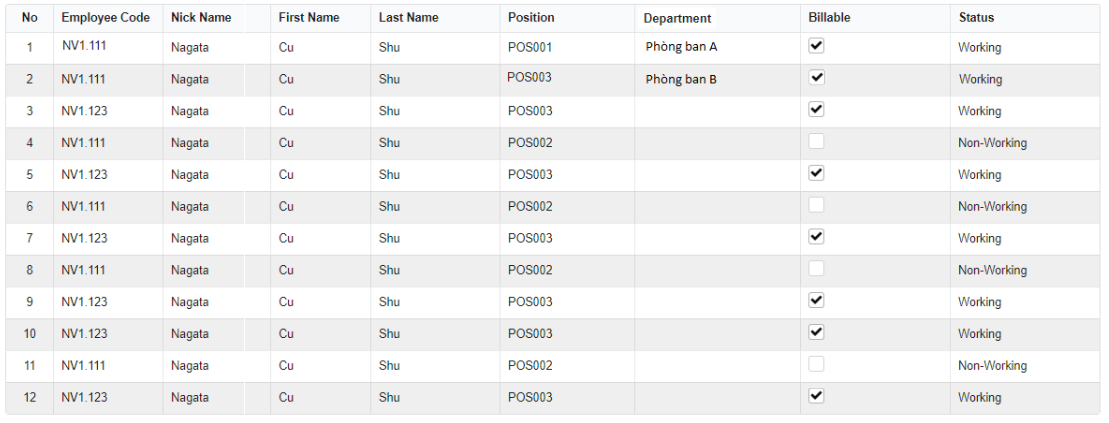 No Employee Code Nick Name First Name Last Name Position Department Billable Status
1 NV1.111 Nagata Cu Shu POS001 Phòng ban A Working
2 NV1.111 Nagata Cu Shu POS003 Phòng ban B Working
3 NV1.123 Nagata Cu Shu POS003 Working
4 NV1.111 Nagata Cu Shu POS002 Non-Working
5 NV1.123 Nagata Cu Shu POS003 Working
6 NV1.111 Nagata Cu Shu POS002 Non-Working
7 NV1.123 Nagata Cu Shu POS003 Working
8 NV1.111 Nagata Cu Shu POS002 Non-Working
9 NV1.123 Nagata Cu Shu POS003 Working
10 NV1.123 Nagata Cu Shu POS003 Working
11 NV1.111 Nagata Cu Shu POS002 Non-Working
12 NV1.123 Nagata Cu Shu POS003 Working